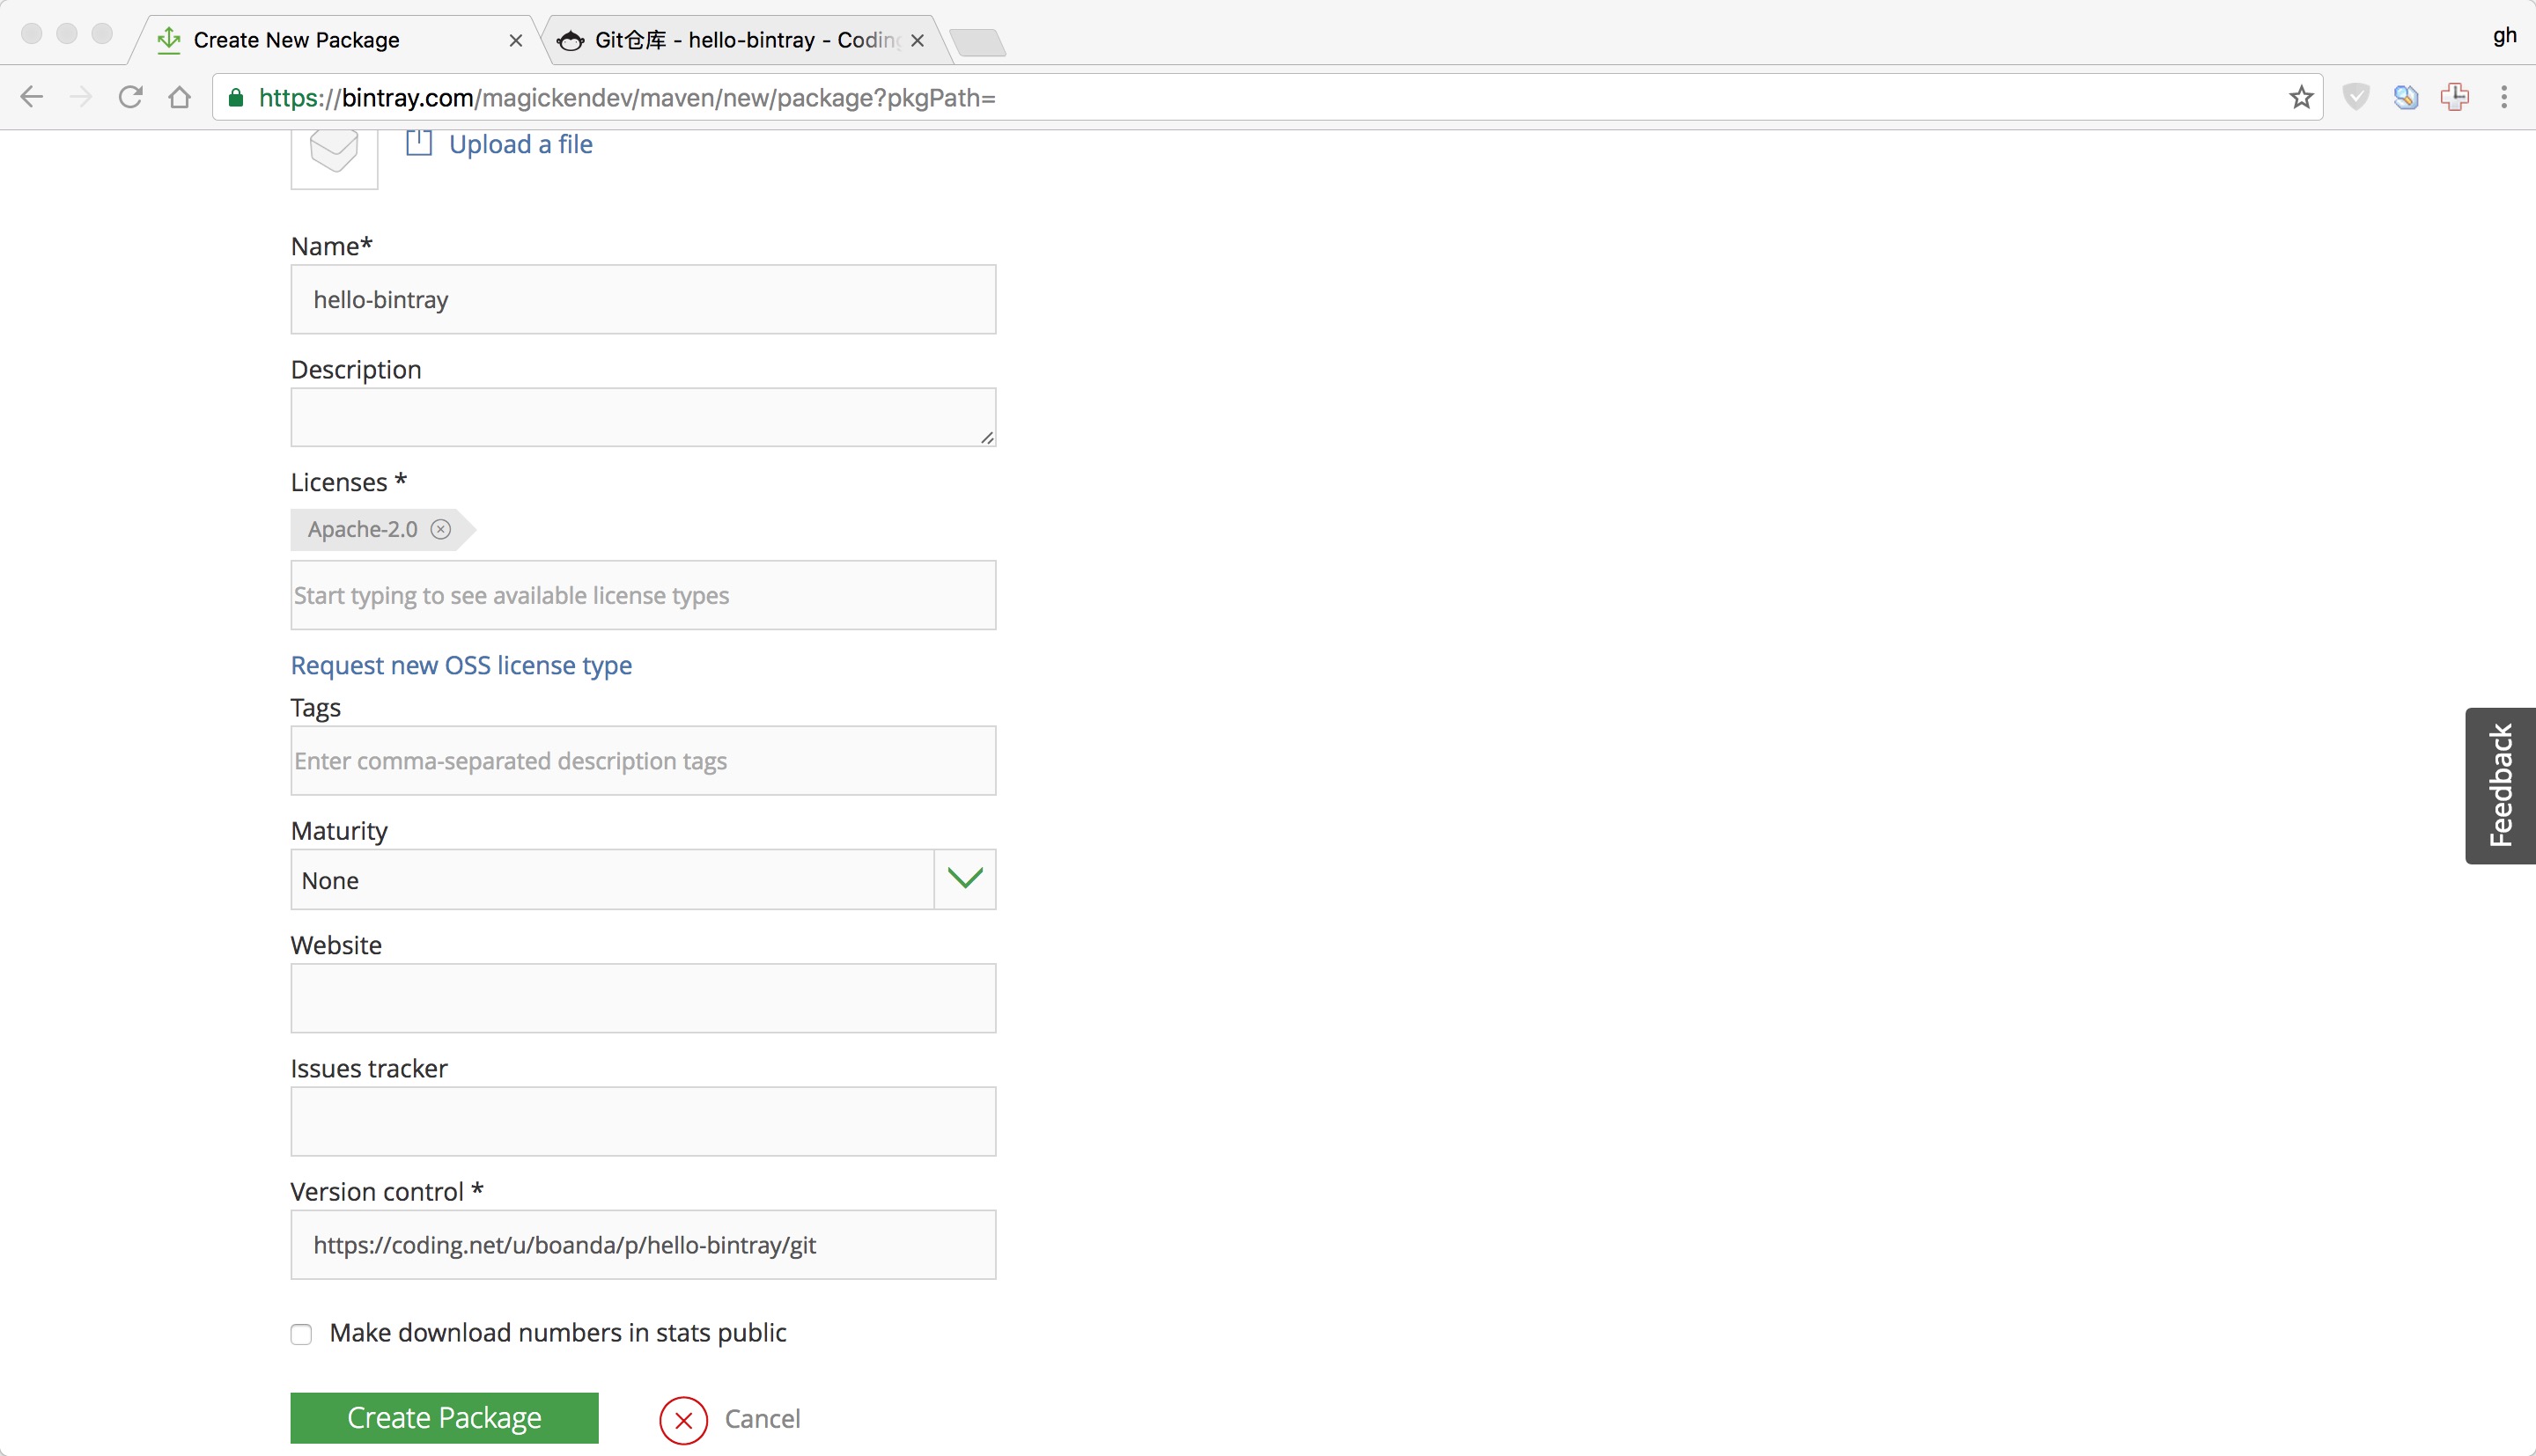 Create New Package
Git仓库 - hello-bintray - Coding
gh
https://bintray.com/magickendev/maven/new/package?pkgPath=
Upload a file
Name*
hello-bintray
Description
Licenses *
Apache-2.0
Start typing to see available license types
Request new OSS license type
Tags
Enter comma-separated description tags
Maturity
None
Website
Issues tracker
Version control *
https://coding.net/u/boanda/p/hello-bintray/git
Make download numbers in stats public
Create Package
Cancel
Feedback